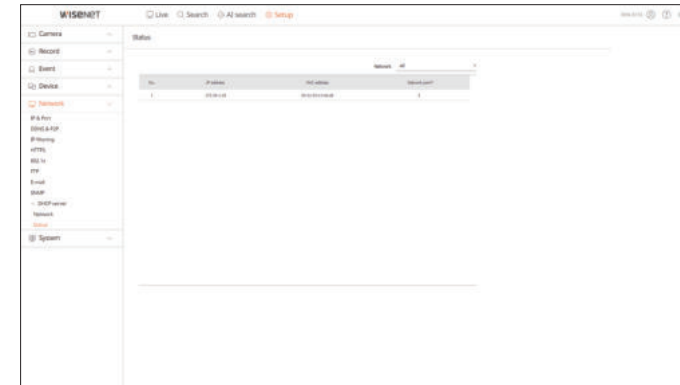 WISENET
Live Search AI search Setup
Camera
Status
Record
Event
Network All
Device
No. IP address MAC address Network port
Network
1
IP & Port
DDNS & P2P
IP filtering
HTTPS
802.1x
FTP
E-mail
SNMP
DHCP server
Network
Status
System